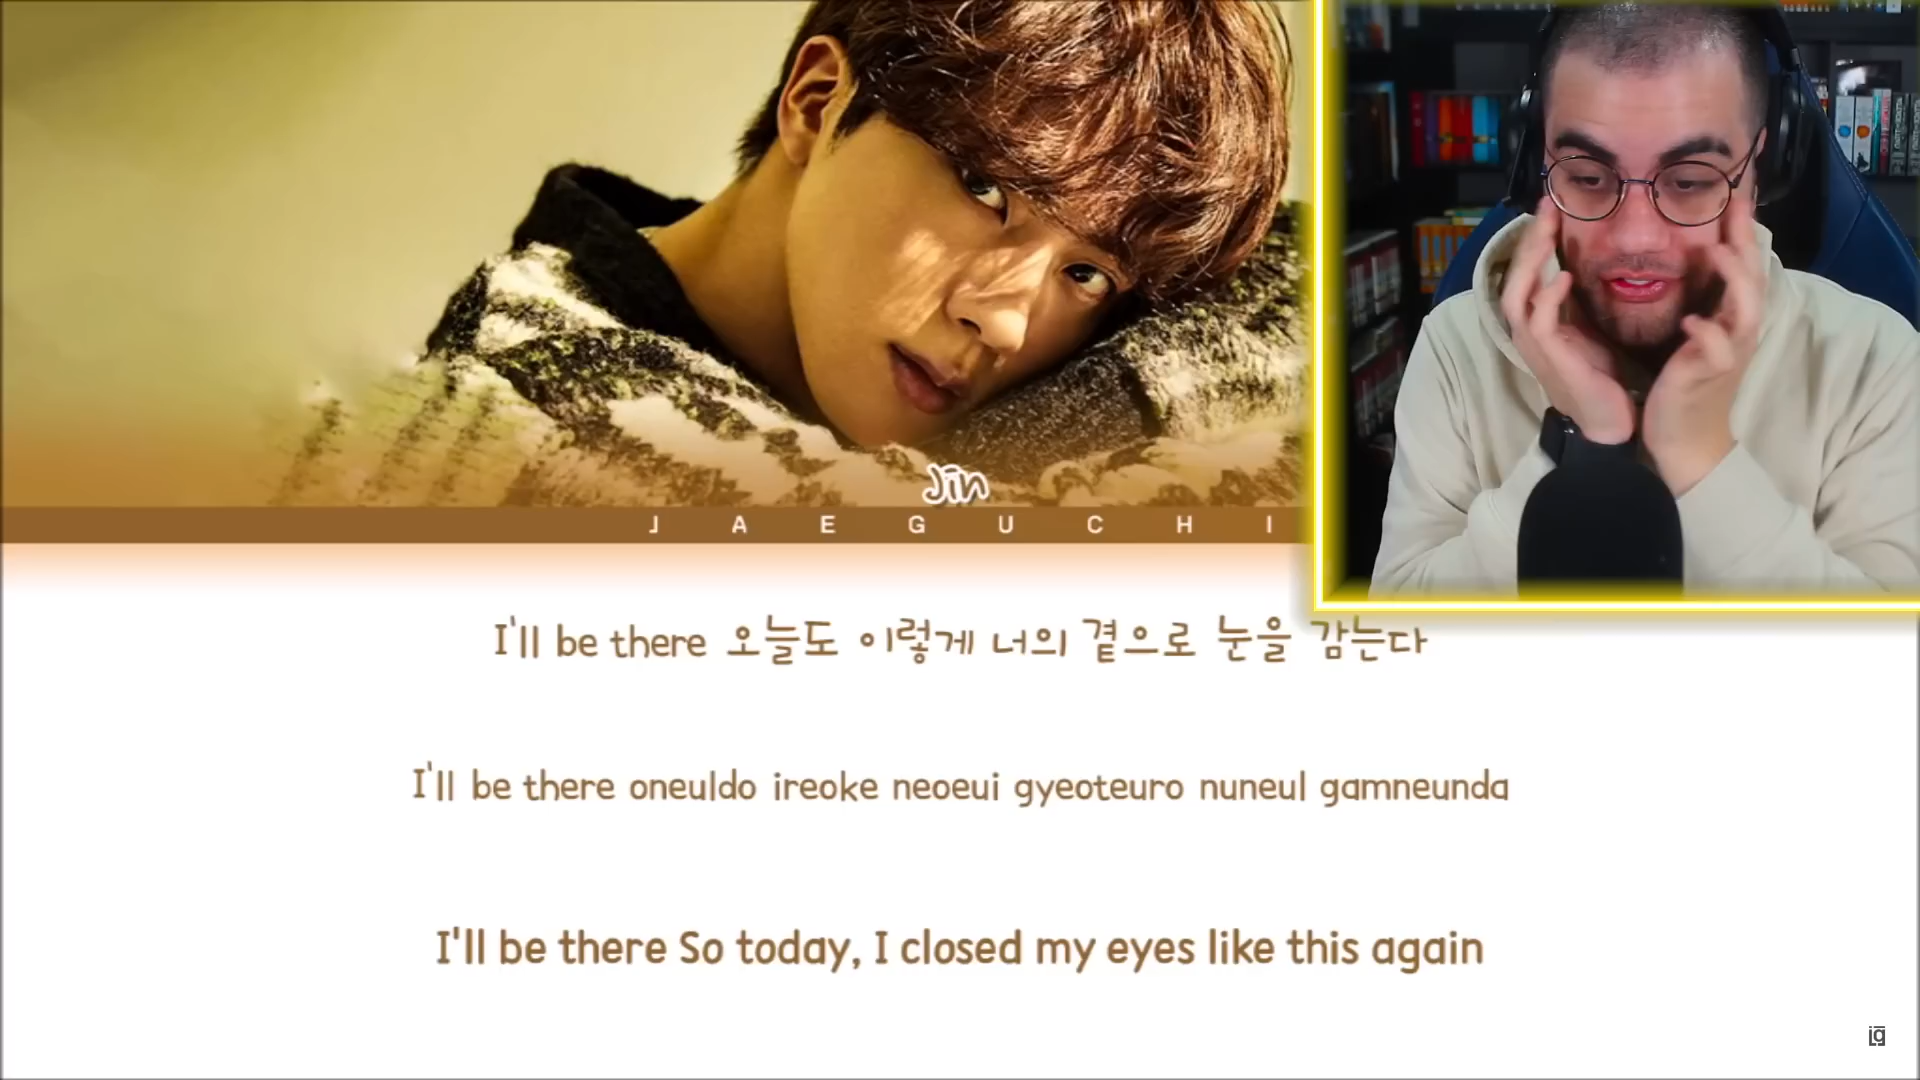 Jin
J A E G U C H I
I'll be there 오늘도 이렇게 너의 곁으로 눈을 감는다
I'll be there oneuldo ireoke neoeui gyeoteuro nuneul gamneunda
I'll be there So today, I closed my eyes like this again
jg